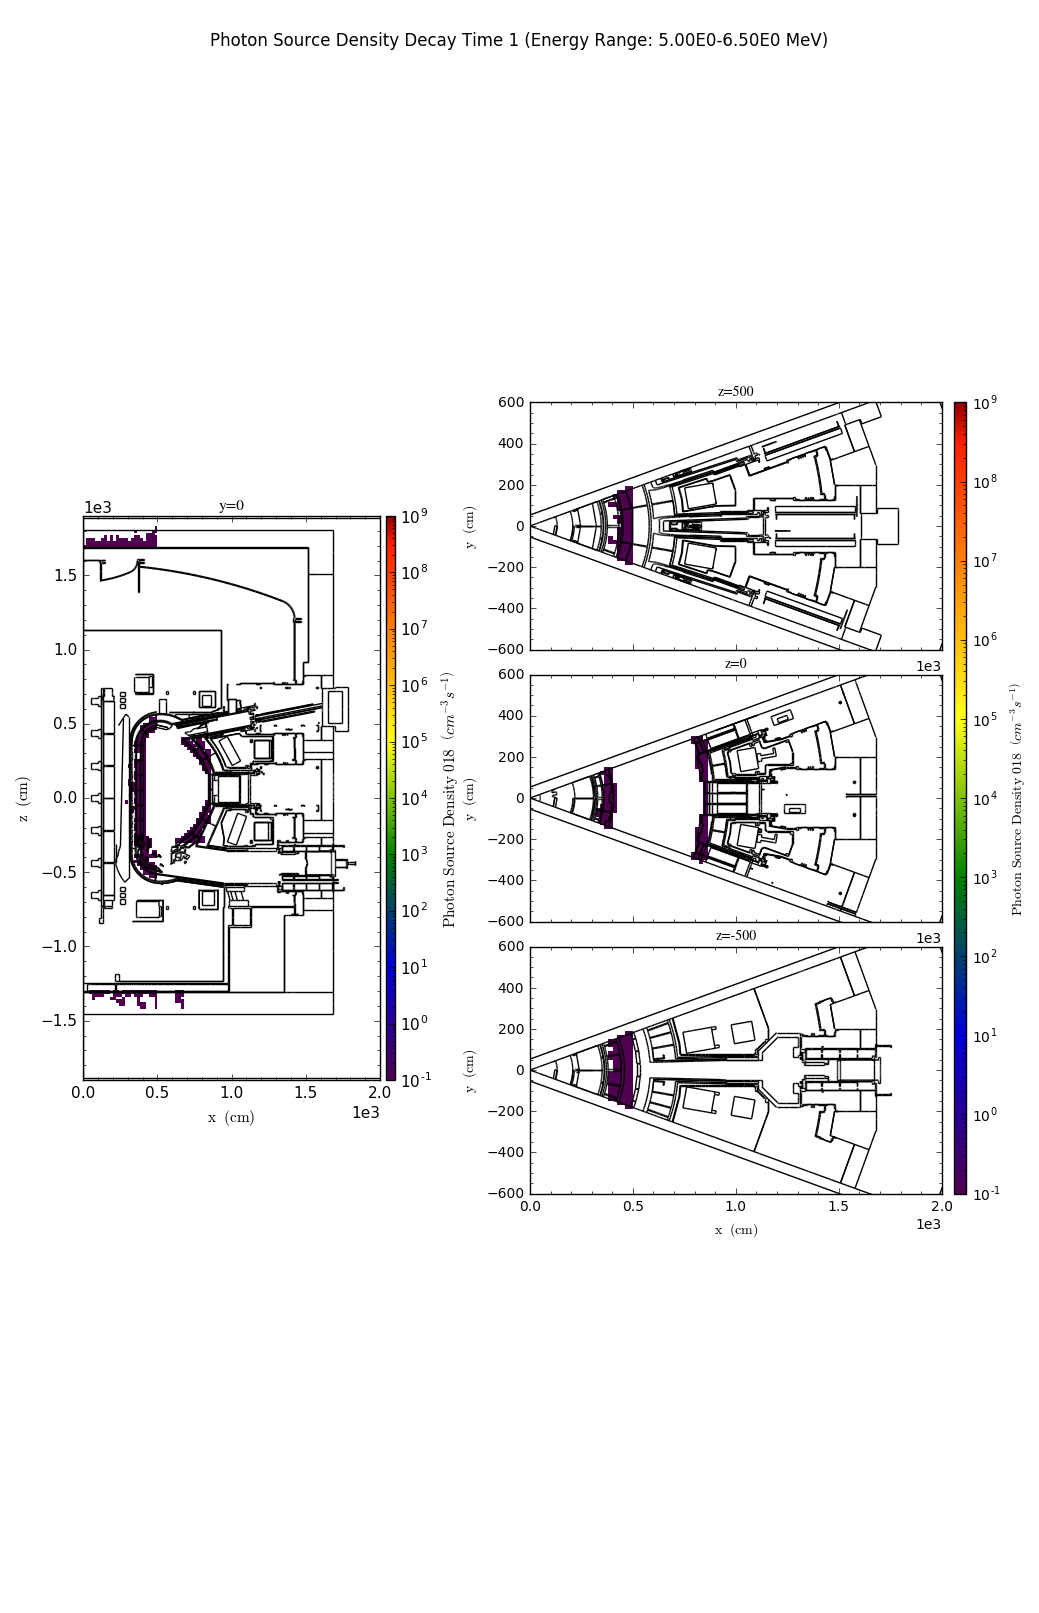 Photon Source Density Decay Time 1 (Energy Range: 5.00E0-6.50E0 MeV)
y=0
1e3
1.5
1.0
0.5
0.0
−0.5
−1.0
−1.5
z (cm)
0.0 0.5 1.0 1.5 2.0
1e3
x (cm)
10^9
10^8
10^7
10^6
10^5
10^4
10^3
10^2
10^1
10^0
10^-1
Photon Source Density 018 (cm^−3 s^−1)
z=500
600
400
200
0
−200
−400
−600
y (cm)
1e3
z=0
600
400
200
0
−200
−400
−600
y (cm)
1e3
z=-500
600
400
200
0
−200
−400
−600
y (cm)
0.0 0.5 1.0 1.5 2.0
1e3
x (cm)
10^9
10^8
10^7
10^6
10^5
10^4
10^3
10^2
10^1
10^0
10^-1
Photon Source Density 018 (cm^−3 s^−1)